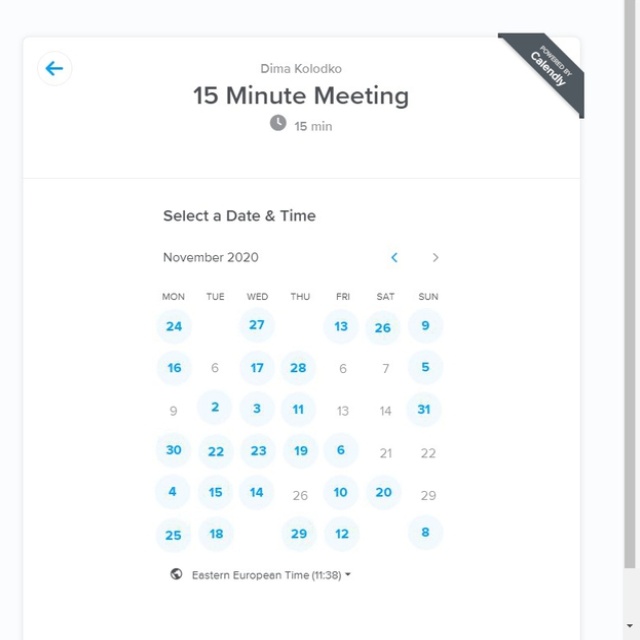 POWERED BY
Calendly
Dima Kolodko
15 Minute Meeting
15 min
Select a Date & Time
November 2020
MON TUE WED THU FRI SAT SUN
24 27 13 26 9
16 6 17 28 6 7 5
9 2 3 11 13 14 31
30 22 23 19 6 21 22
4 15 14 26 10 20 29
25 18 29 12 8
Eastern European Time (11:38)